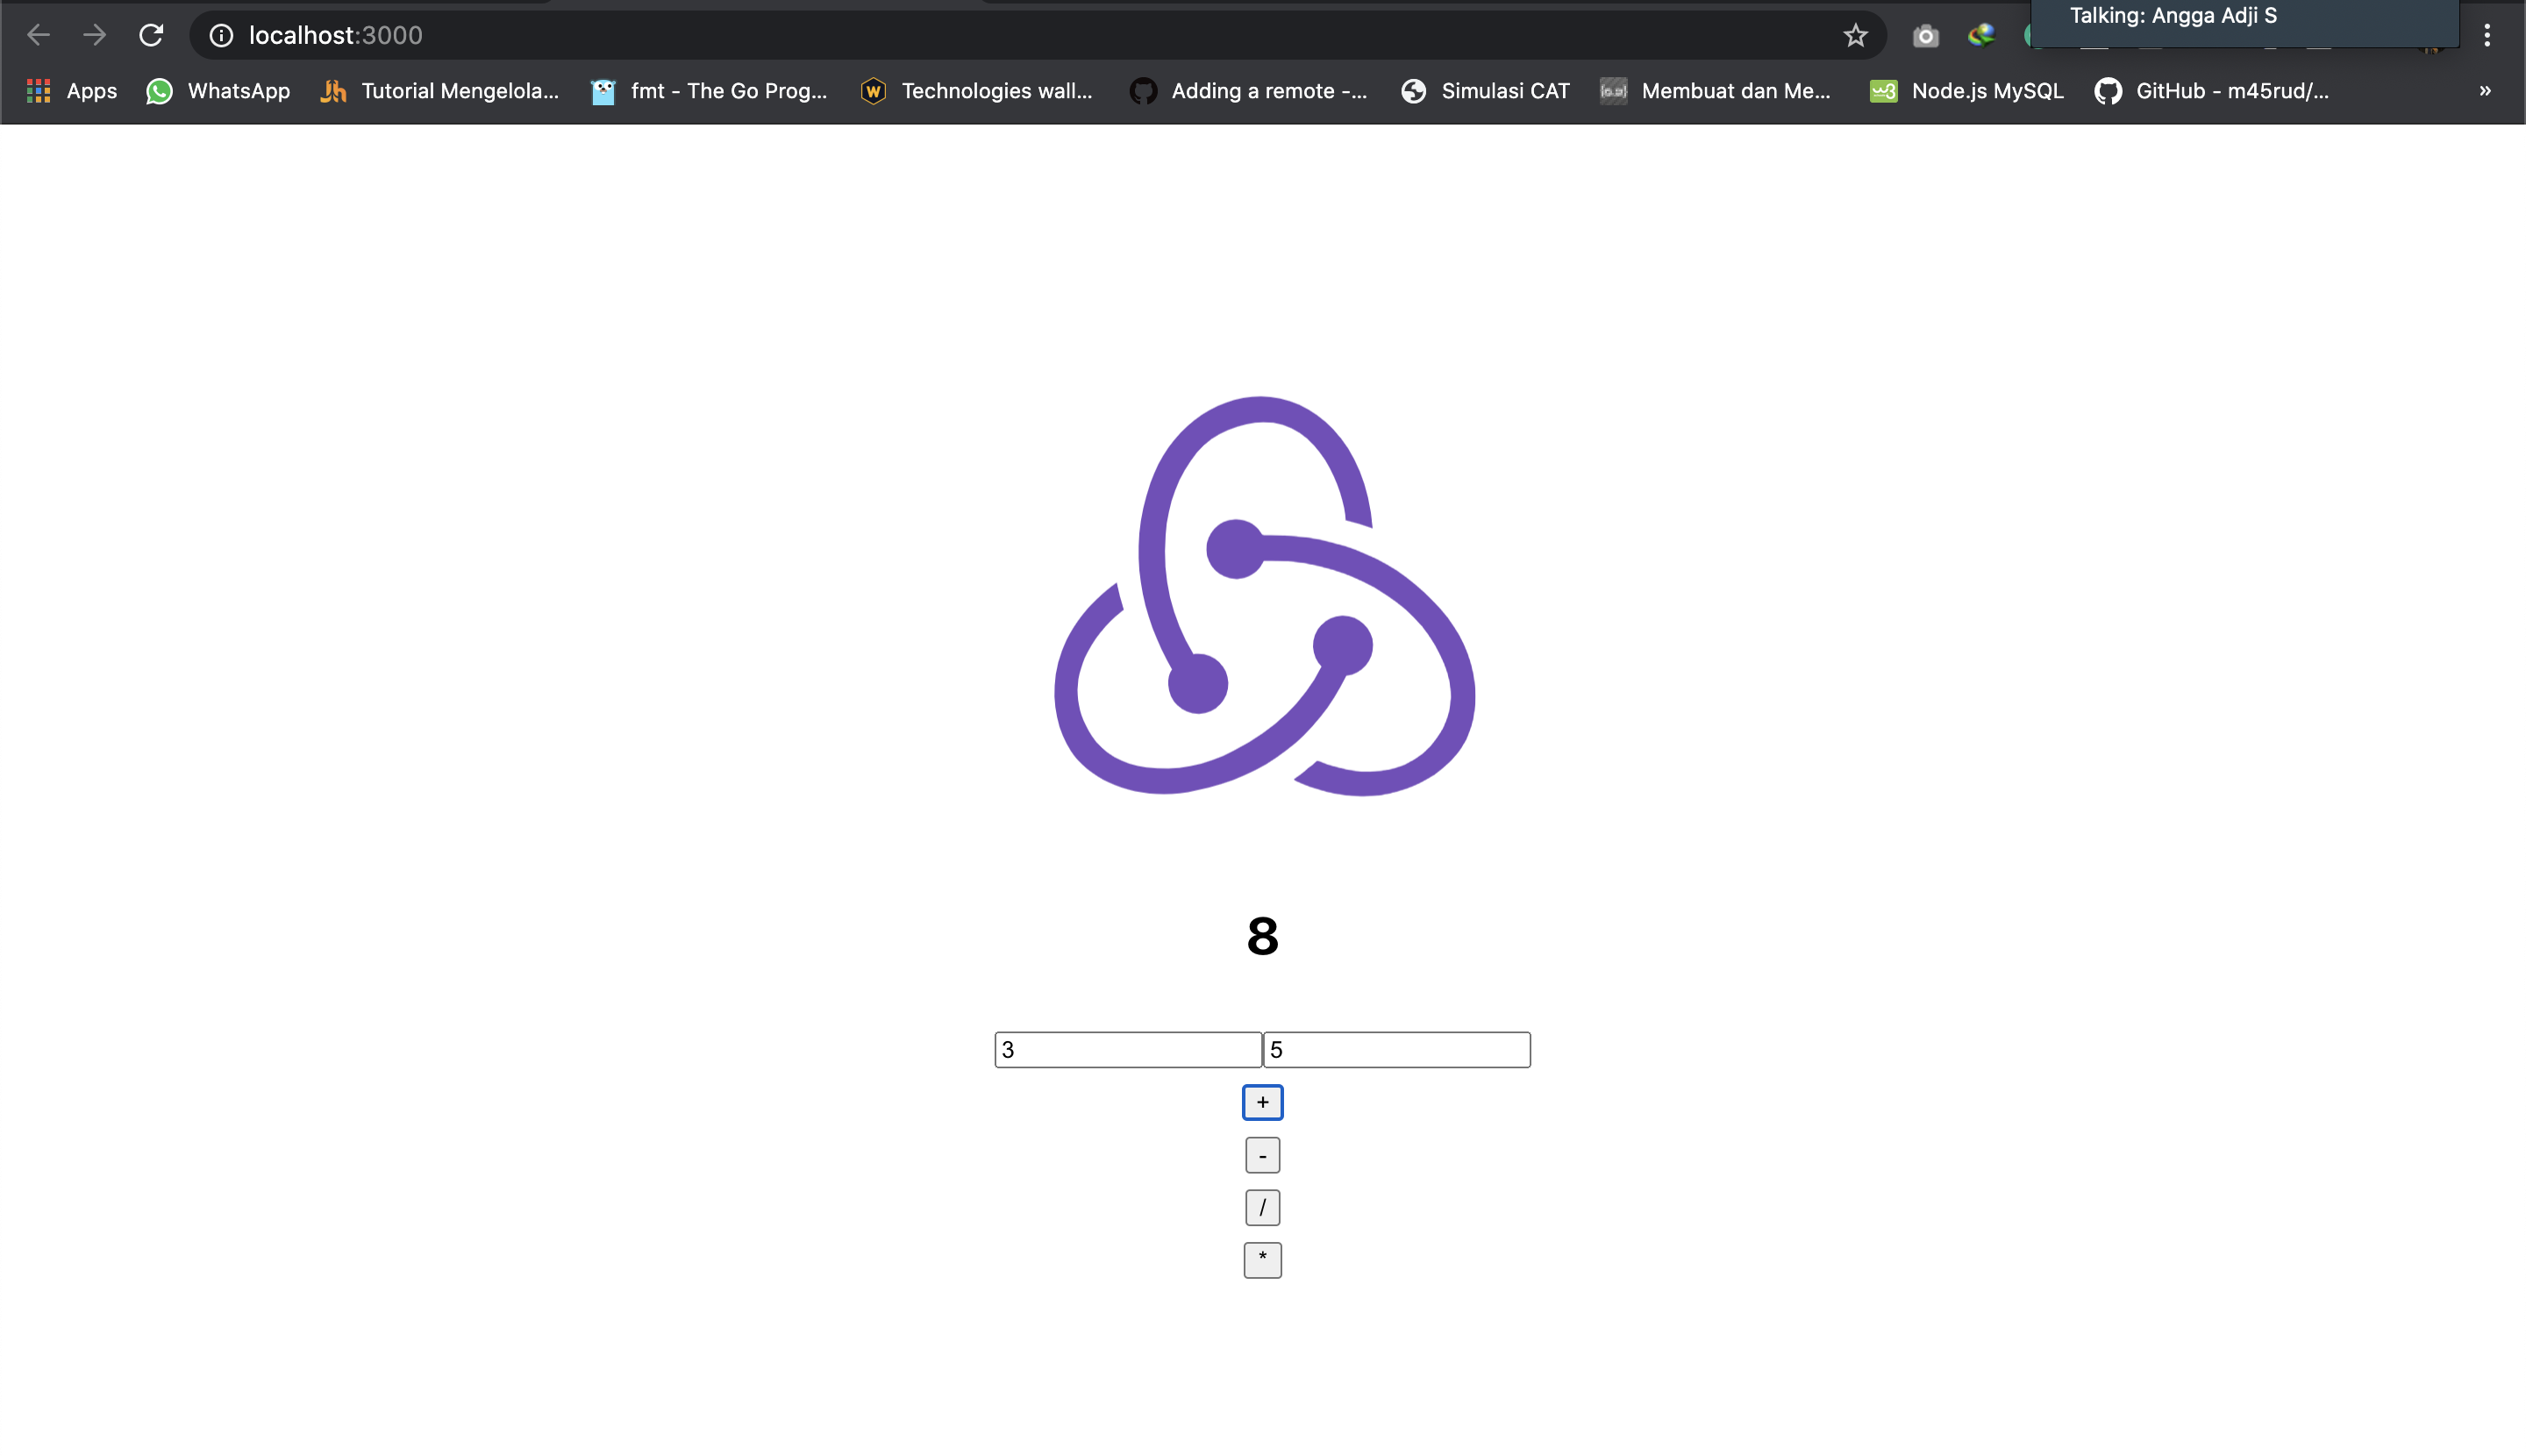 Talking: Angga Adji S
localhost:3000
Apps WhatsApp Tutorial Mengelola... fmt - The Go Prog... Technologies wall... Adding a remote -... Simulasi CAT Membuat dan Me... Node.js MySQL GitHub - m45rud/... »
8
3 5
+
-
/
*